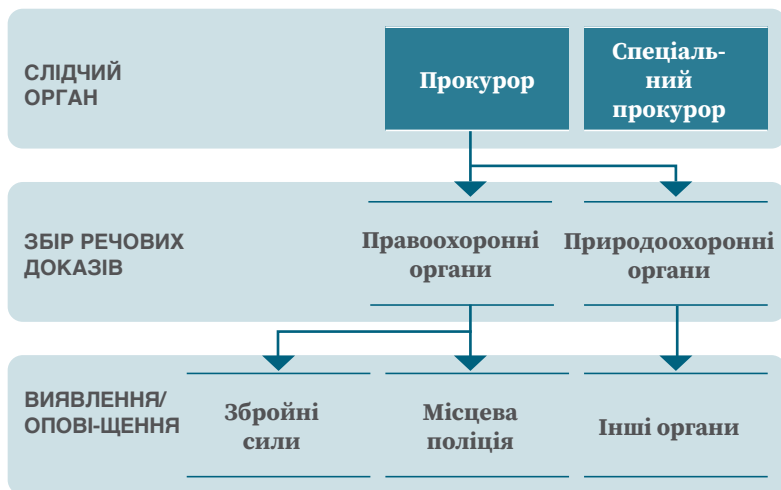 СЛІДЧИЙ
ОРГАН
Прокурор
Спеціаль-
ний
прокурор
ЗБІР РЕЧОВИХ
ДОКАЗІВ
Правоохоронні
органи
Природоохоронні
органи
ВИЯВЛЕННЯ/
ОПОВІ-ЩЕННЯ
Збройні
сили
Місцева
поліція
Інші органи